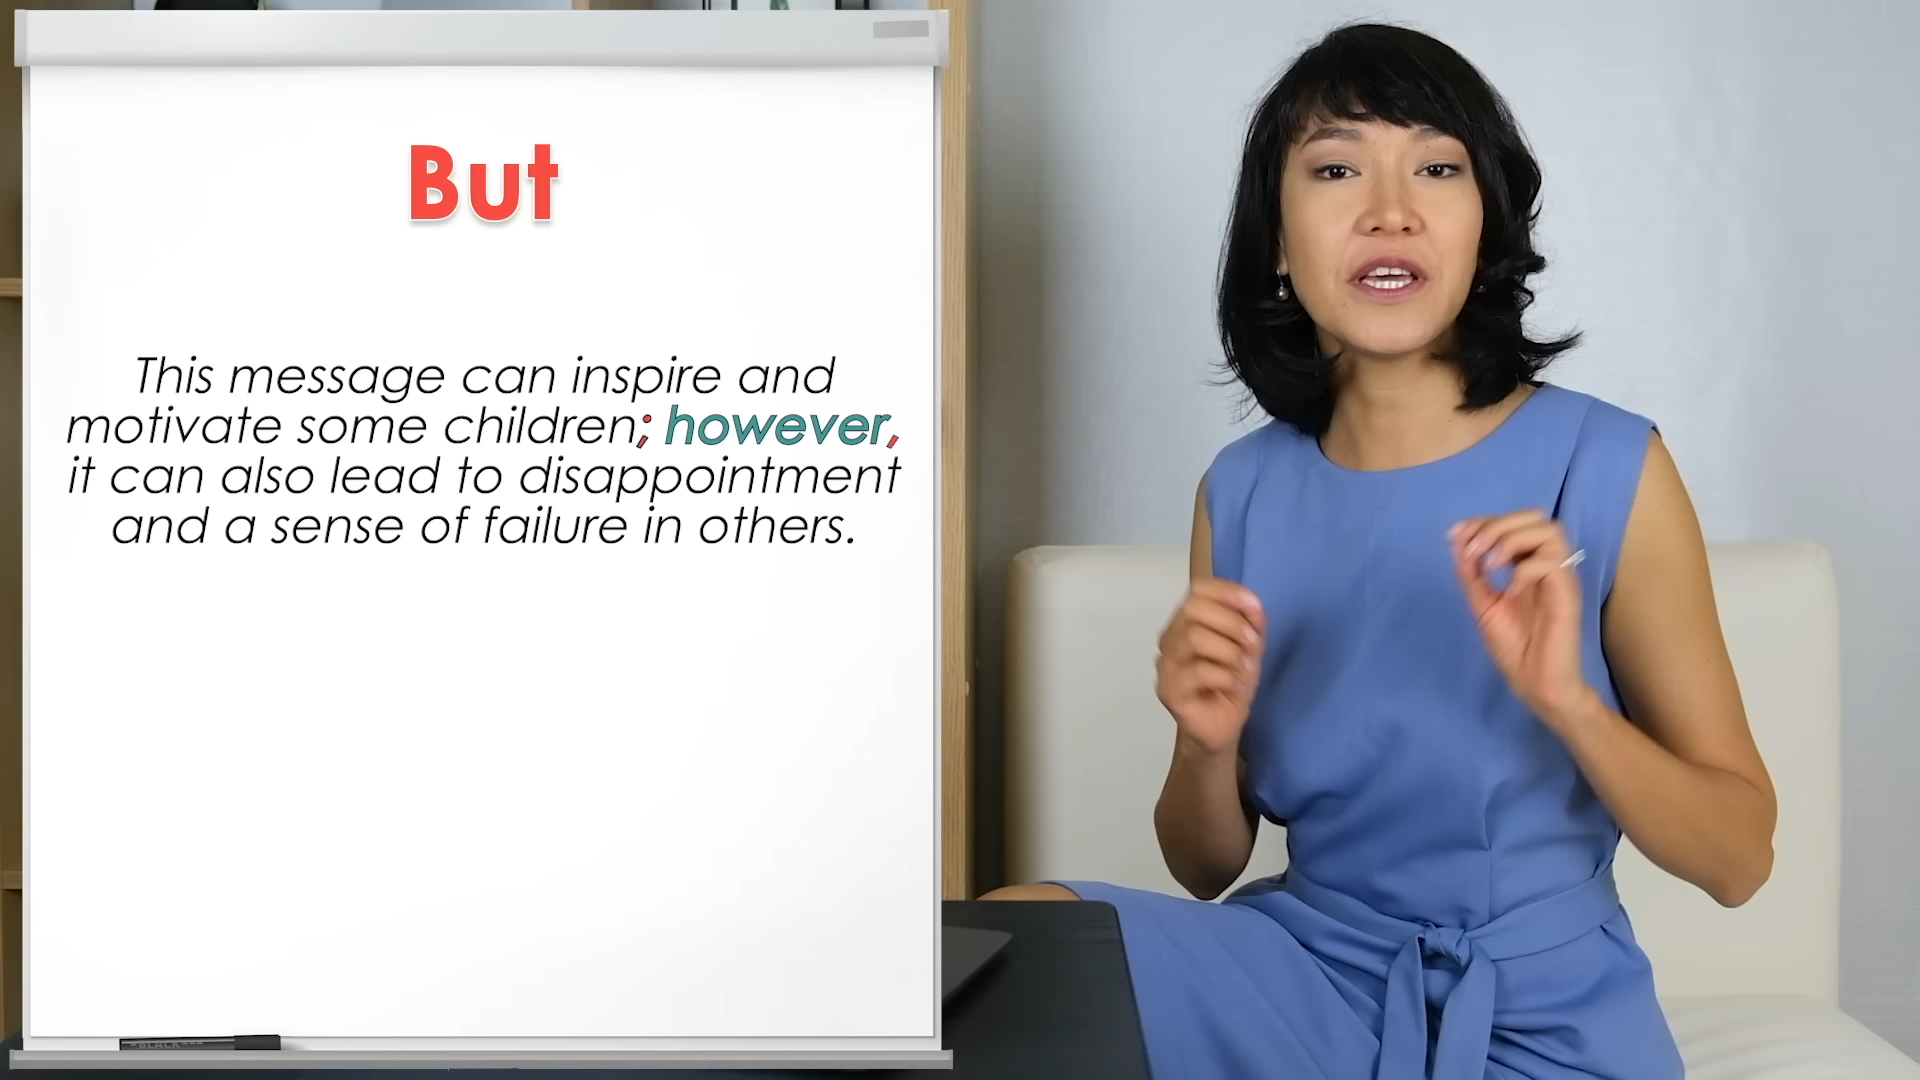 But
This message can inspire and
motivate some children; however,
it can also lead to disappointment
and a sense of failure in others.
BLACK